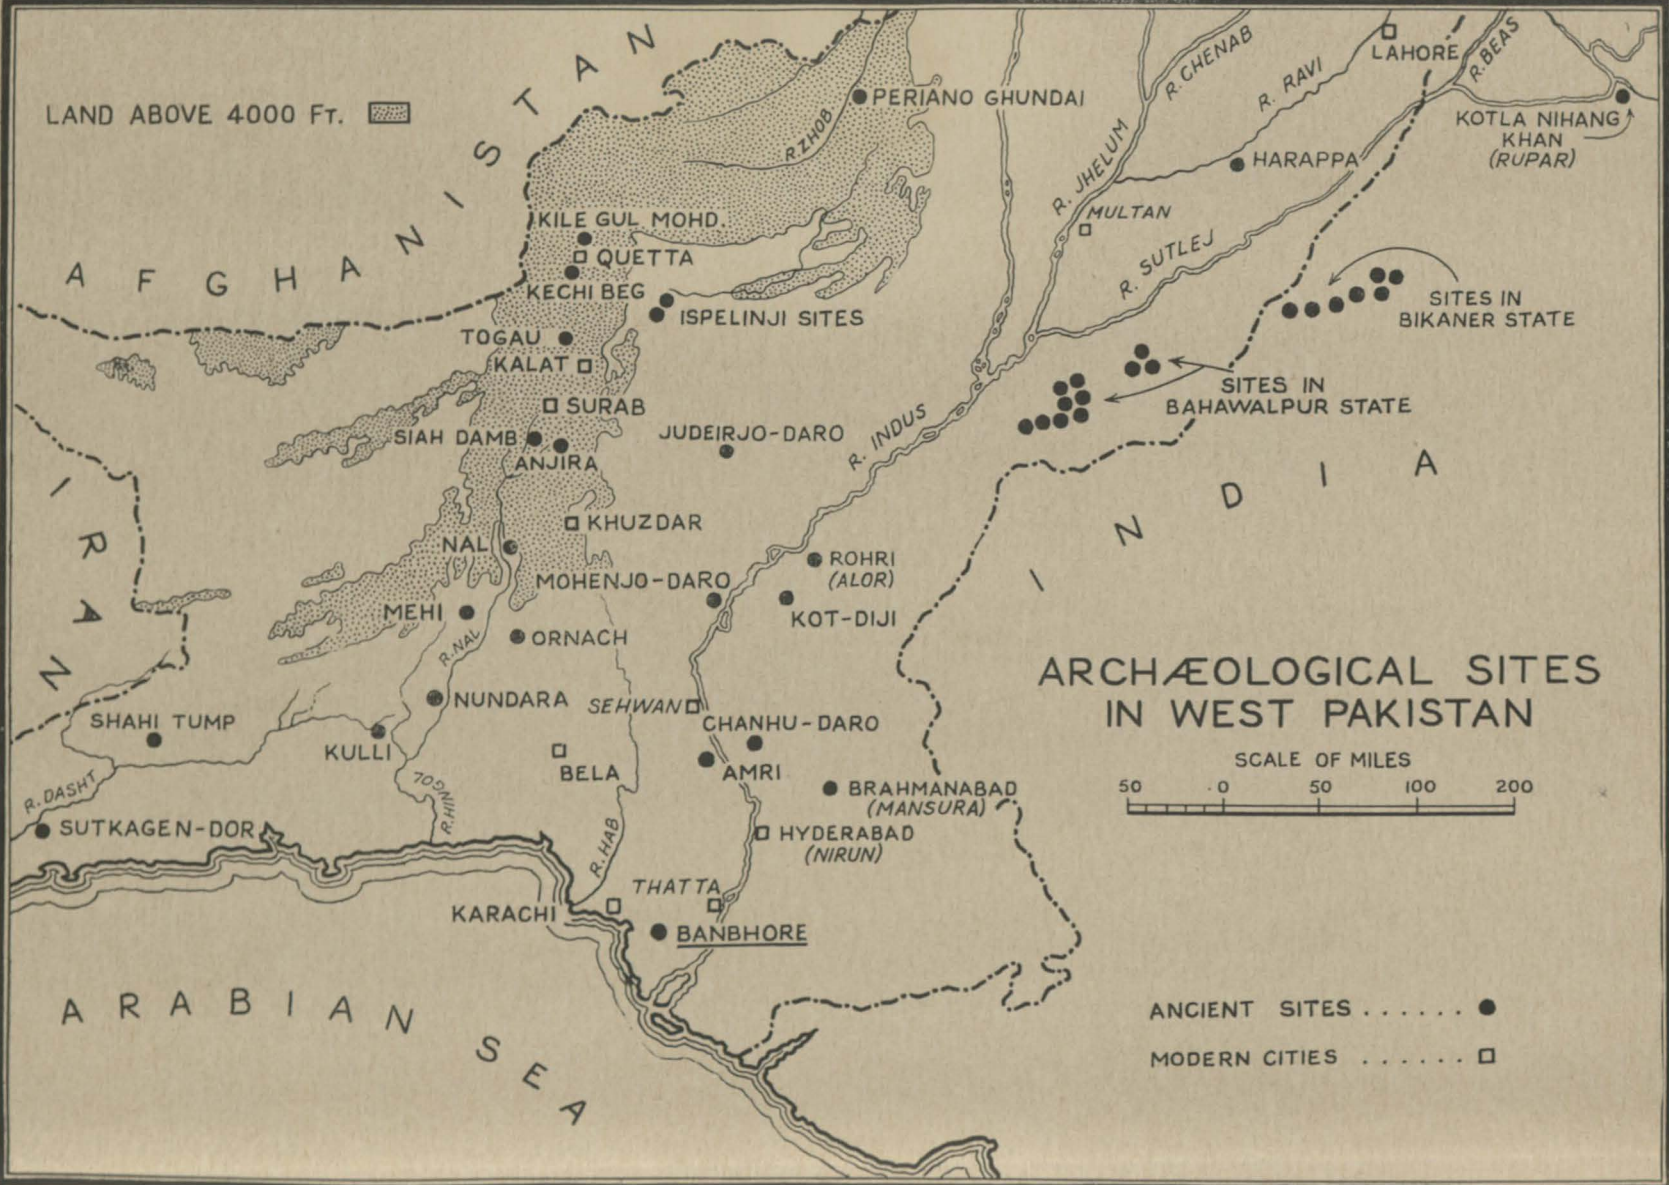 AFGHANISTAN
LAHORE
R. BEAS
R. CHENAB
R. RAVI
PERIANO GHUNDAI
LAND ABOVE 4000 FT.
R. ZHOB
KOTLA NIHANG
KHAN
(RUPAR)
HARAPPA
R. JHELUM
MULTAN
KILE GUL MOHD.
QUETTA
R. SUTLEJ
KECHI BEG
ISPELINJI SITES
SITES IN
BIKANER STATE
TOGAU
KALAT
SITES IN
BAHAWALPUR STATE
SURAB
R. INDUS
SIAH DAMB
JUDEIRJO-DARO
ANJIRA
INDIA
IRAN
KHUZDAR
NAL
ROHRI
(ALOR)
MOHENJO-DARO
KOT-DIJI
MEHI
ORNACH
R. NAL
ARCHÆOLOGICAL SITES
IN WEST PAKISTAN
SCALE OF MILES
50 0 50 100 200
NUNDARA
SEHWAN
SHAHI TUMP
CHANHU-DARO
KULLI
BELA
AMRI
R. DASHT
R. HINGOL
BRAHMANABAD
(MANSURA)
SUTKAGEN-DOR
HYDERABAD
(NIRUN)
R. HAB
THATTA
KARACHI
BANBHORE
ARABIAN SEA
ANCIENT SITES ......
MODERN CITIES ......